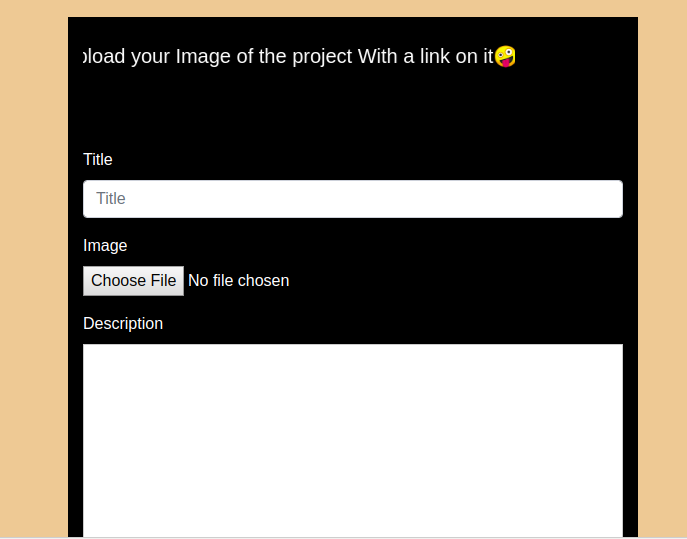 pload your Image of the project With a link on it🤪
Title
Title
Image
Choose File No file chosen
Description